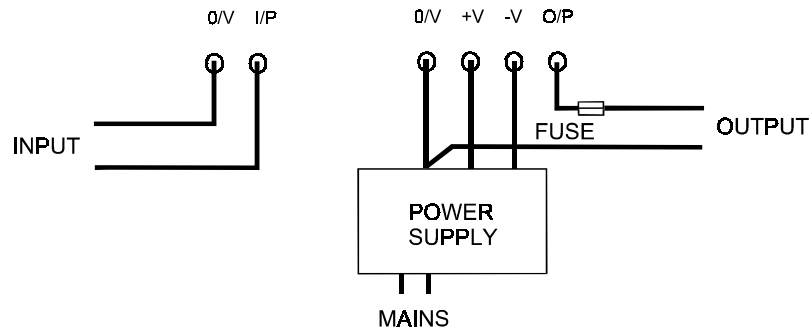 0/V I/P 0/V +V -V O/P
INPUT
FUSE
OUTPUT
POWER
SUPPLY
MAINS